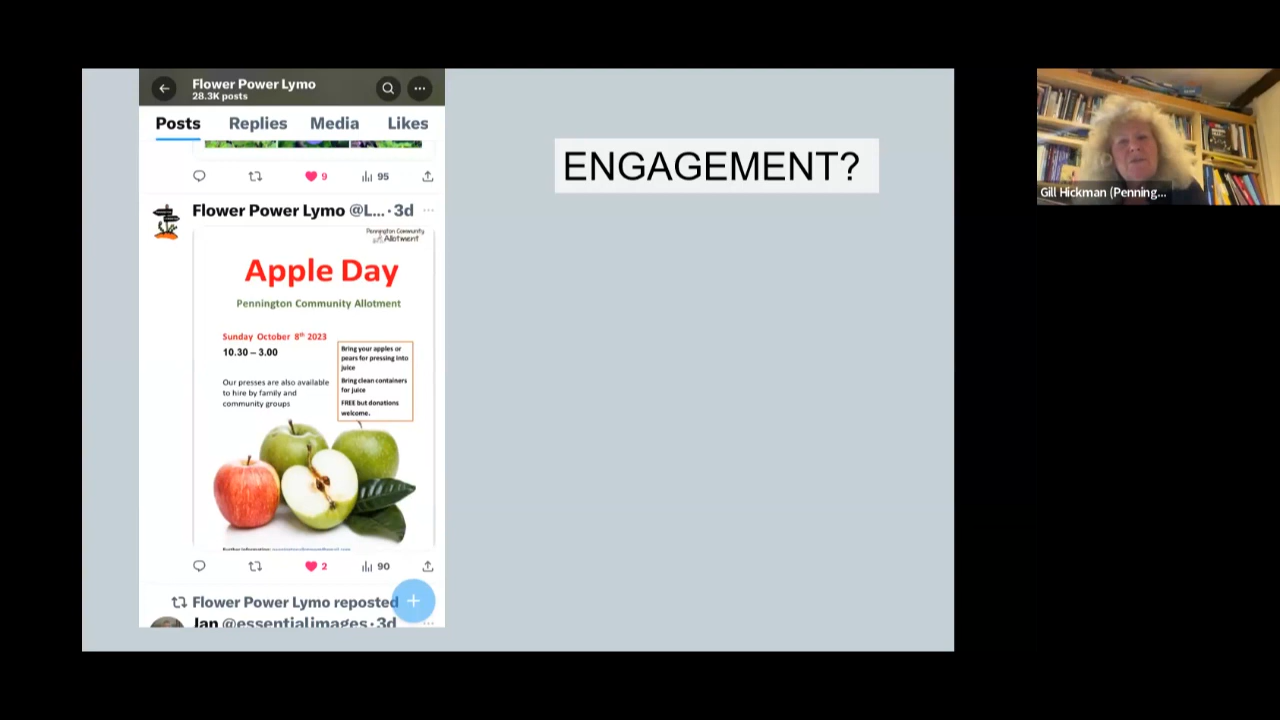 Flower Power Lymo
28.3K posts
Posts Replies Media Likes
9 95
Flower Power Lymo @L... · 3d ...
Pennington Community
Allotment
Apple Day
Pennington Community Allotment
Sunday October 8th 2023
10.30 – 3.00
Our presses are also available
to hire by family and
community groups
Bring your apples or
pears for pressing into
juice
Bring clean containers
for juice
FREE but donations
welcome.
Further information:
2 90
Flower Power Lymo reposted
Jan @essentialimages · 3d ...
ENGAGEMENT?
Gill Hickman (Penning...